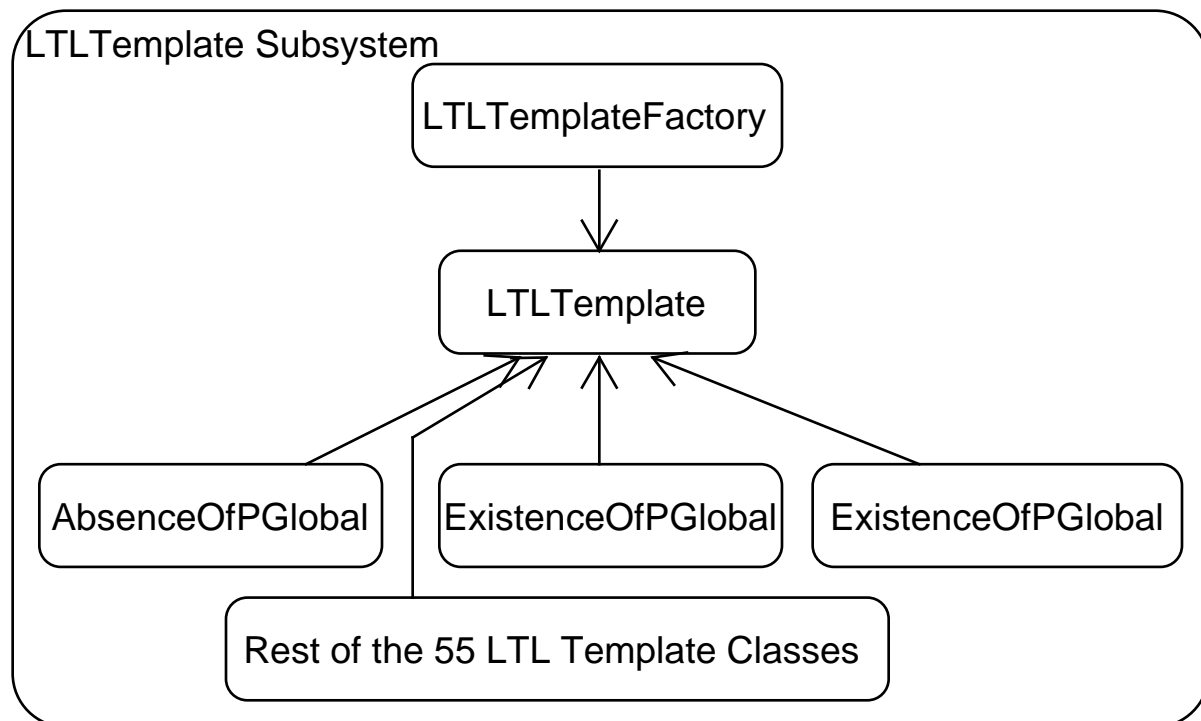 LTLTemplate Subsystem
LTLTemplateFactory
LTLTemplate
AbsenceOfPGlobal
ExistenceOfPGlobal
ExistenceOfPGlobal
Rest of the 55 LTL Template Classes